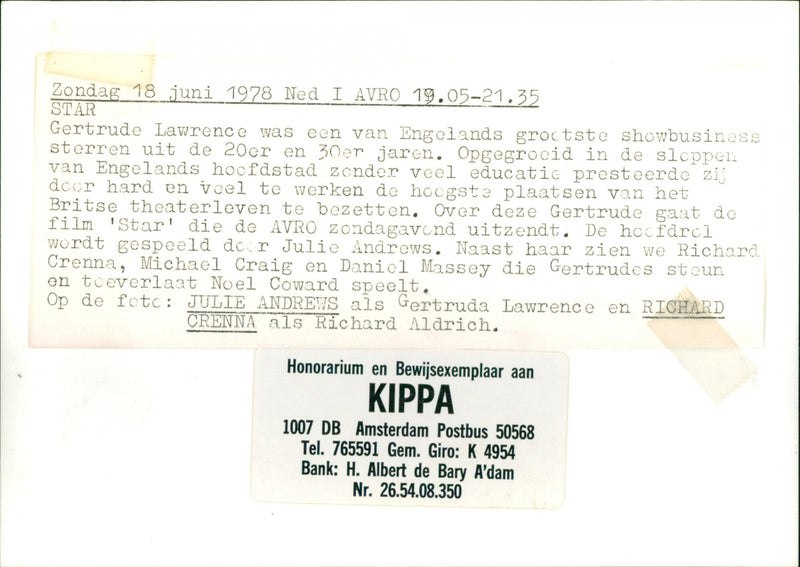 Zondag 18 juni 1978 Ned I AVRO 19.05-21.35
STAR
Gertrude Lawrence was een van Engelands grootste showbusiness
sterren uit de 20er en 30er jaren. Opgegroeid in de sloppen
van Engelands hoofdstad zonder veel educatie presteerde zij
door hard en veel te werken de hoogste plaatsen van het
Britse theaterleven te bezetten. Over deze Gertrude gaat de
film 'Star' die de AVRO zondagavond uitzendt. De hoofdrol
wordt gespeeld door Julie Andrews. Naast haar zien we Richard
Crenna, Michael Craig en Daniel Massey die Gertrudes steun
en toeverlaat Noel Coward speelt.
Op de foto: JULIE ANDREWS als Gertruda Lawrence en RICHARD
CRENNA als Richard Aldrich.
Honorarium en Bewijsexemplaar aan
KIPPA
1007 DB Amsterdam Postbus 50568
Tel. 765591 Gem. Giro: K 4954
Bank: H. Albert de Bary A'dam
Nr. 26.54.08.350